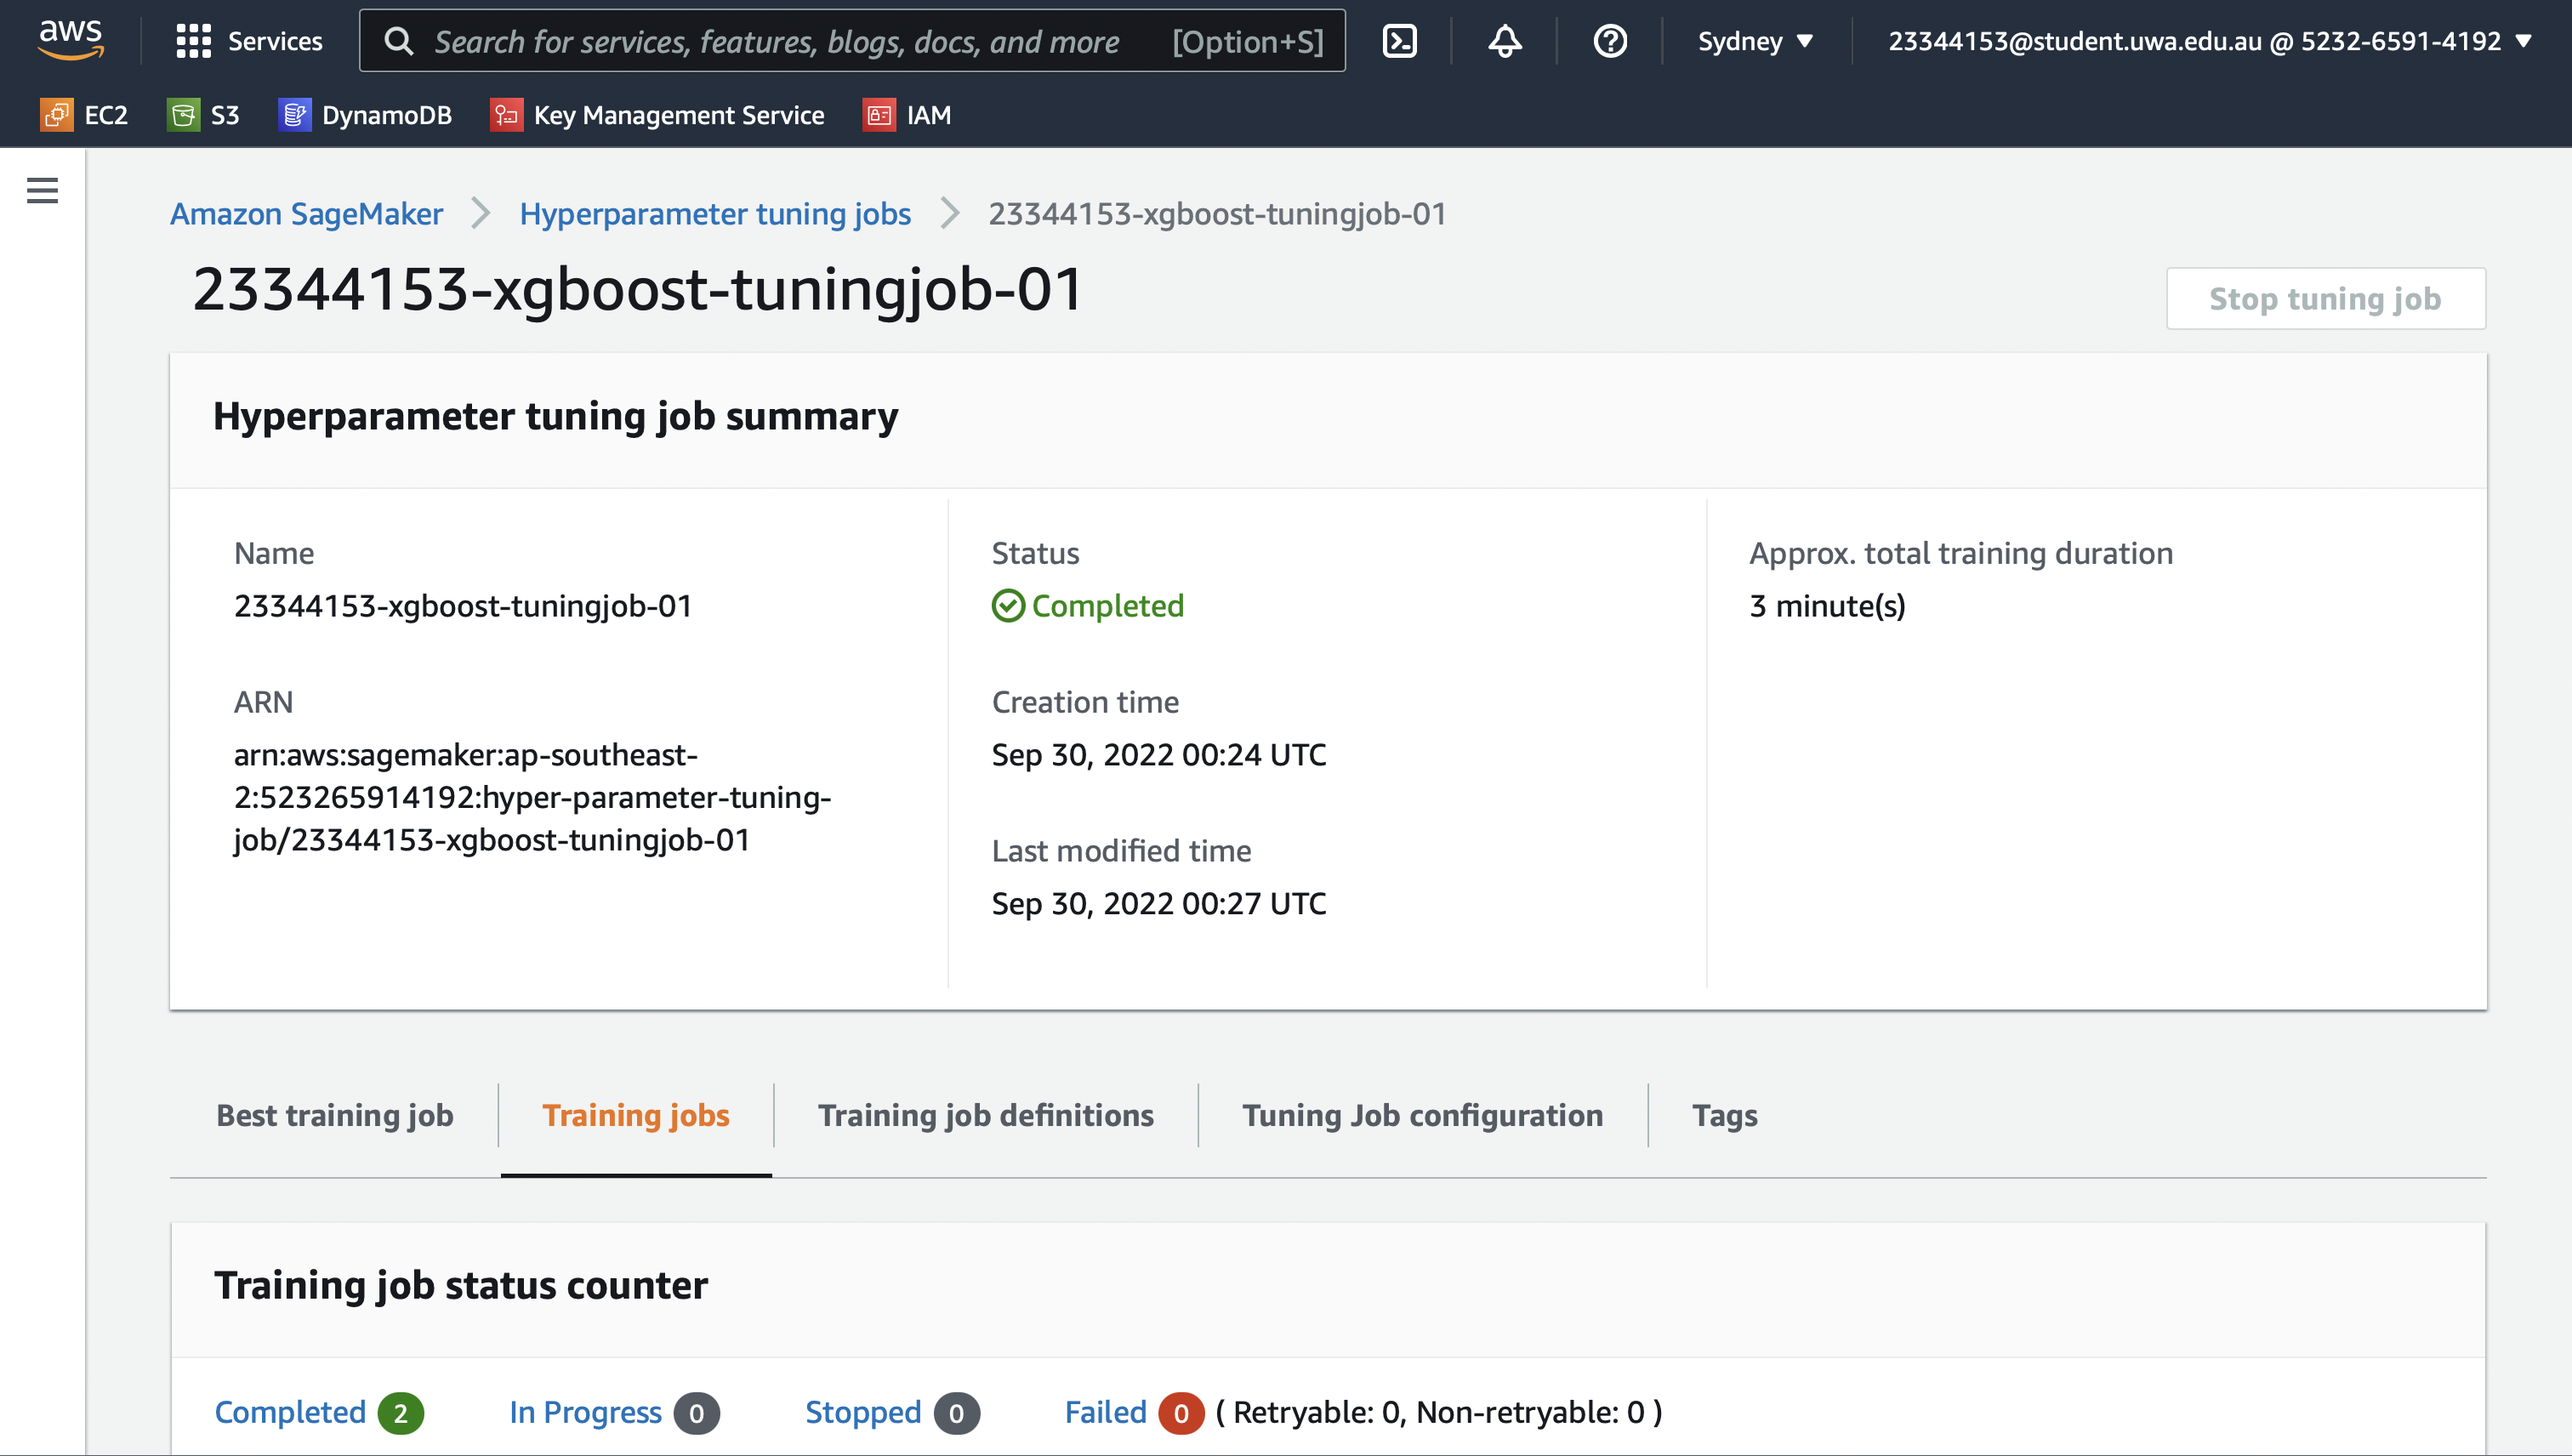 aws Services Search for services, features, blogs, docs, and more [Option+S] Sydney 23344153@student.uwa.edu.au @ 5232-6591-4192
EC2 S3 DynamoDB Key Management Service IAM
Amazon SageMaker Hyperparameter tuning jobs 23344153-xgboost-tuningjob-01
23344153-xgboost-tuningjob-01
Stop tuning job
Hyperparameter tuning job summary
Name
23344153-xgboost-tuningjob-01
ARN
arn:aws:sagemaker:ap-southeast-
2:523265914192:hyper-parameter-tuning-
job/23344153-xgboost-tuningjob-01
Status
Completed
Creation time
Sep 30, 2022 00:24 UTC
Last modified time
Sep 30, 2022 00:27 UTC
Approx. total training duration
3 minute(s)
Best training job Training jobs Training job definitions Tuning Job configuration Tags
Training job status counter
Completed 2 In Progress 0 Stopped 0 Failed 0 ( Retryable: 0, Non-retryable: 0 )